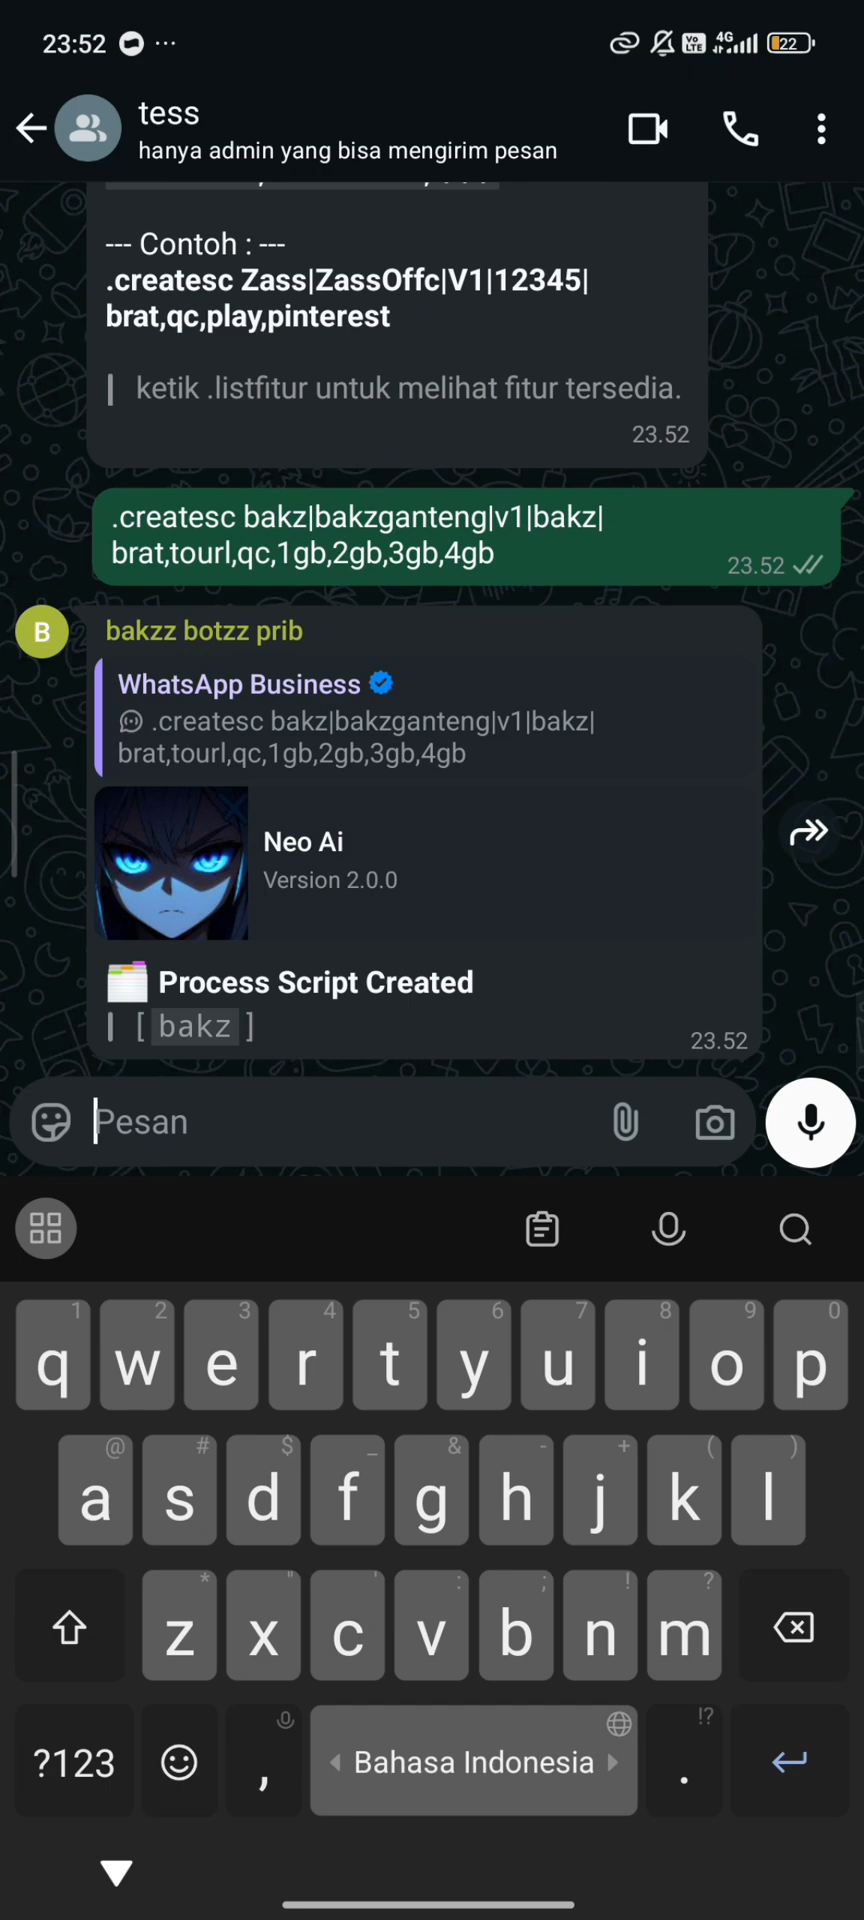 23:52 ...
4G 22
tess
hanya admin yang bisa mengirim pesan
--- Contoh : ---
.createsc Zass|ZassOffc|V1|12345|
brat,qc,play,pinterest
ketik .listfitur untuk melihat fitur tersedia.
23.52
.createsc bakz|bakzganteng|v1|bakz|
brat,tourl,qc,1gb,2gb,3gb,4gb
23.52
B
bakzz botzz prib
WhatsApp Business
.createsc bakz|bakzganteng|v1|bakz|
brat,tourl,qc,1gb,2gb,3gb,4gb
Neo Ai
Version 2.0.0
Process Script Created
[ bakz ]
23.52
Pesan
1 2 3 4 5 6 7 8 9 0
q w e r t y u i o p
@ # $ _ & - + ( )
a s d f g h j k l
* " ' : ; ! ?
z x c v b n m
!?
?123 , Bahasa Indonesia .